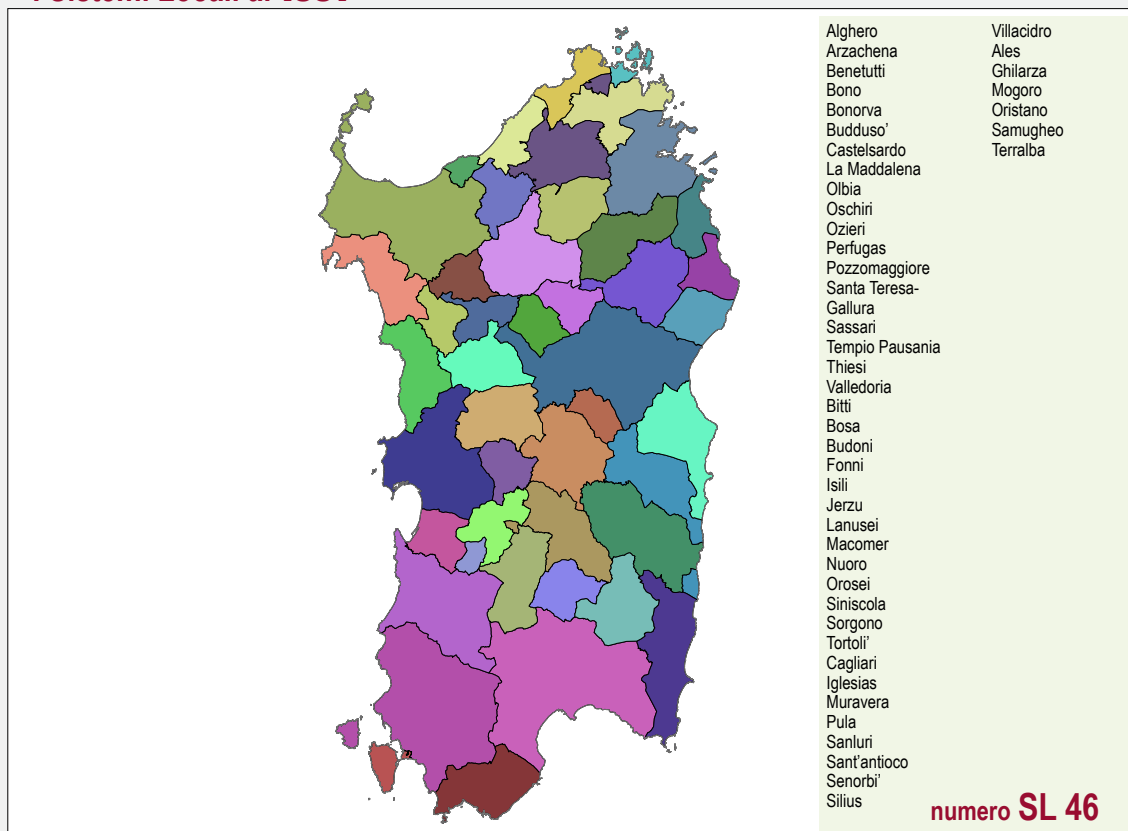 Alghero
Arzachena
Benetutti
Bono
Bonorva
Budduso'
Castelsardo
La Maddalena
Olbia
Oschiri
Ozieri
Perfugas
Pozzomaggiore
Santa Teresa-
Gallura
Sassari
Tempio Pausania
Thiesi
Valledoria
Bitti
Bosa
Budoni
Fonni
Isili
Jerzu
Lanusei
Macomer
Nuoro
Orosei
Siniscola
Sorgono
Tortoli'
Cagliari
Iglesias
Muravera
Pula
Sanluri
Sant'antioco
Senorbi'
Silius
Villacidro
Ales
Ghilarza
Mogoro
Oristano
Samugheo
Terralba
numero SL 46